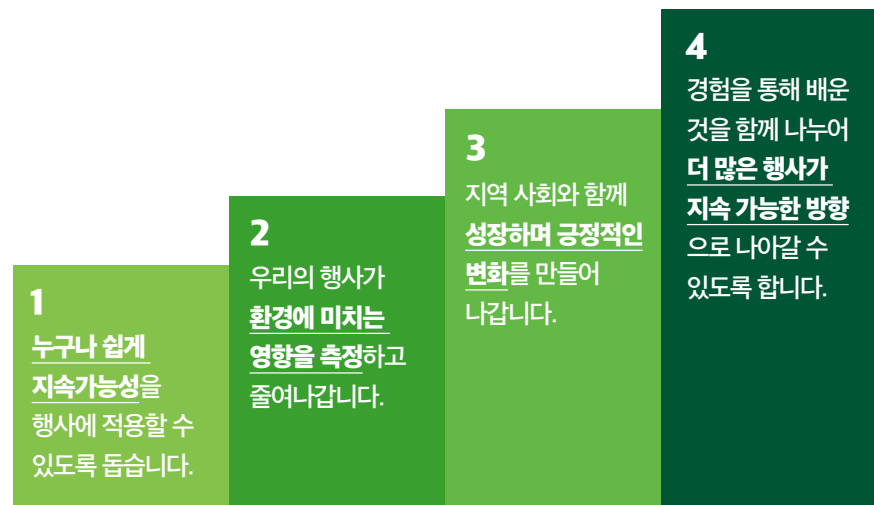 1
누구나 쉽게
지속가능성을
행사에 적용할 수
있도록 돕습니다.
2
우리의 행사가
환경에 미치는
영향을 측정하고
줄여나갑니다.
3
지역 사회와 함께
성장하며 긍정적인
변화를 만들어
나갑니다.
4
경험을 통해 배운
것을 함께 나누어
더 많은 행사가
지속 가능한 방향
으로 나아갈 수
있도록 합니다.